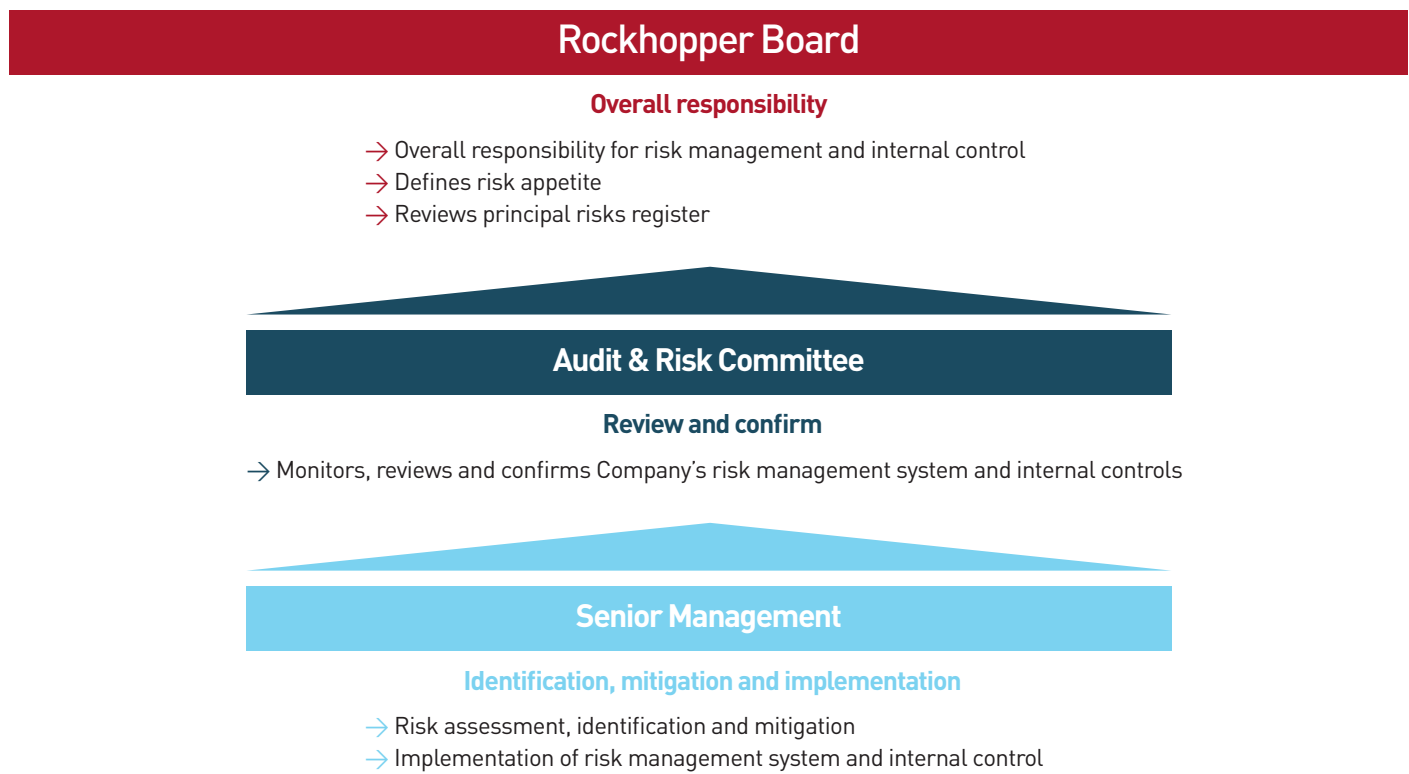 Rockhopper Board
Overall responsibility
→ Overall responsibility for risk management and internal control
→ Defines risk appetite
→ Reviews principal risks register
Audit & Risk Committee
Review and confirm
→ Monitors, reviews and confirms Company’s risk management system and internal controls
Senior Management
Identification, mitigation and implementation
→ Risk assessment, identification and mitigation
→ Implementation of risk management system and internal control